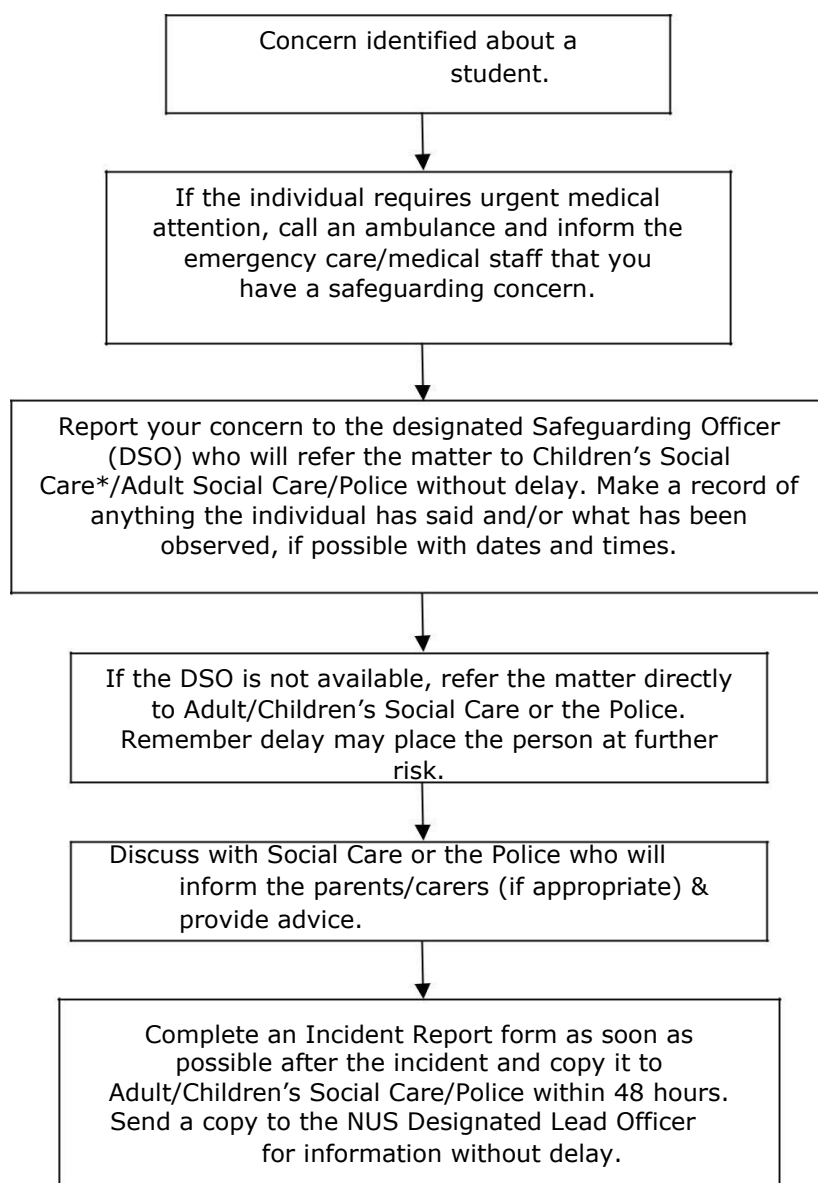 Concern identified about a
student.
If the individual requires urgent medical
attention, call an ambulance and inform the
emergency care/medical staff that you
have a safeguarding concern.
Report your concern to the designated Safeguarding Officer
(DSO) who will refer the matter to Children’s Social
Care*/Adult Social Care/Police without delay. Make a record of
anything the individual has said and/or what has been
observed, if possible with dates and times.
If the DSO is not available, refer the matter directly
to Adult/Children’s Social Care or the Police.
Remember delay may place the person at further
risk.
Discuss with Social Care or the Police who will
inform the parents/carers (if appropriate) &
provide advice.
Complete an Incident Report form as soon as
possible after the incident and copy it to
Adult/Children’s Social Care/Police within 48 hours.
Send a copy to the NUS Designated Lead Officer
for information without delay.